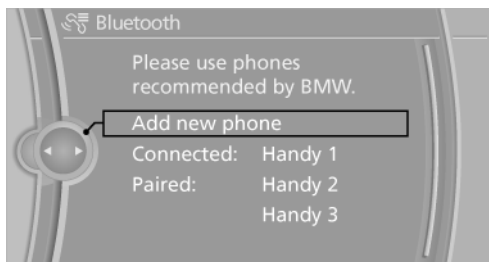 Bluetooth
Please use phones
recommended by BMW.
Add new phone
Connected: Handy 1
Paired: Handy 2
Handy 3